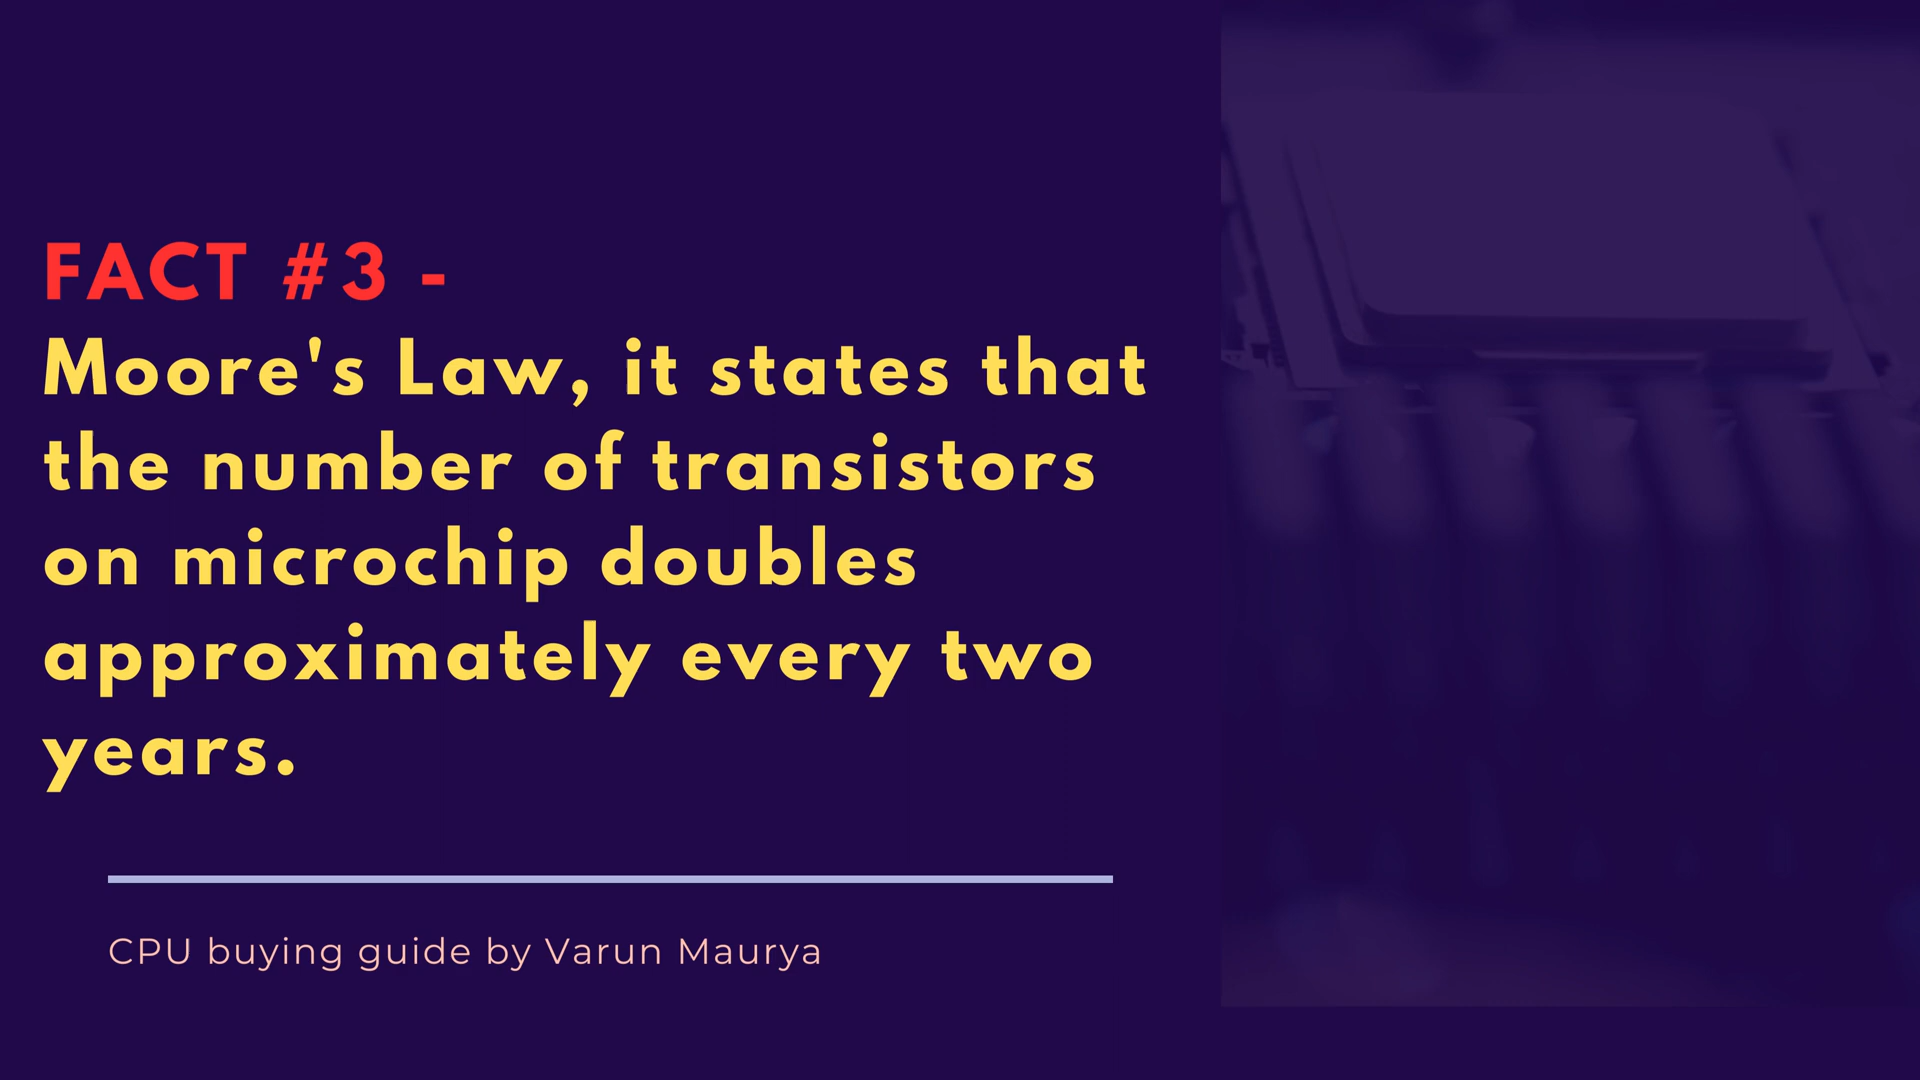 FACT #3 -
Moore's Law, it states that
the number of transistors
on microchip doubles
approximately every two
years.
CPU buying guide by Varun Maurya